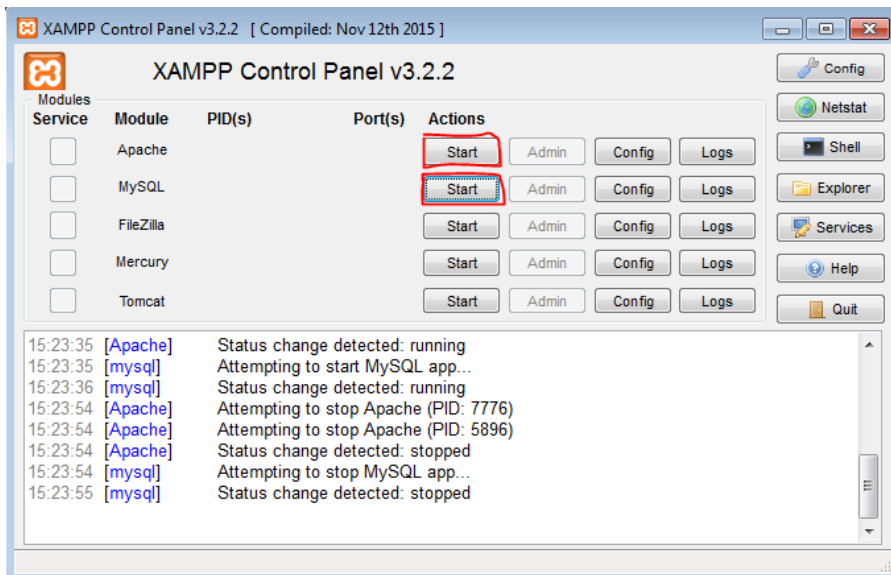 XAMPP Control Panel v3.2.2 [ Compiled: Nov 12th 2015 ]
XAMPP Control Panel v3.2.2
Config
Modules
Service Module PID(s) Port(s) Actions
Netstat
Apache Start Admin Config Logs
Shell
MySQL Start Admin Config Logs
Explorer
FileZilla Start Admin Config Logs
Services
Mercury Start Admin Config Logs
Help
Tomcat Start Admin Config Logs
Quit
15:23:35 [Apache] Status change detected: running
15:23:35 [mysql] Attempting to start MySQL app...
15:23:36 [mysql] Status change detected: running
15:23:54 [Apache] Attempting to stop Apache (PID: 7776)
15:23:54 [Apache] Attempting to stop Apache (PID: 5896)
15:23:54 [Apache] Status change detected: stopped
15:23:54 [mysql] Attempting to stop MySQL app...
15:23:55 [mysql] Status change detected: stopped